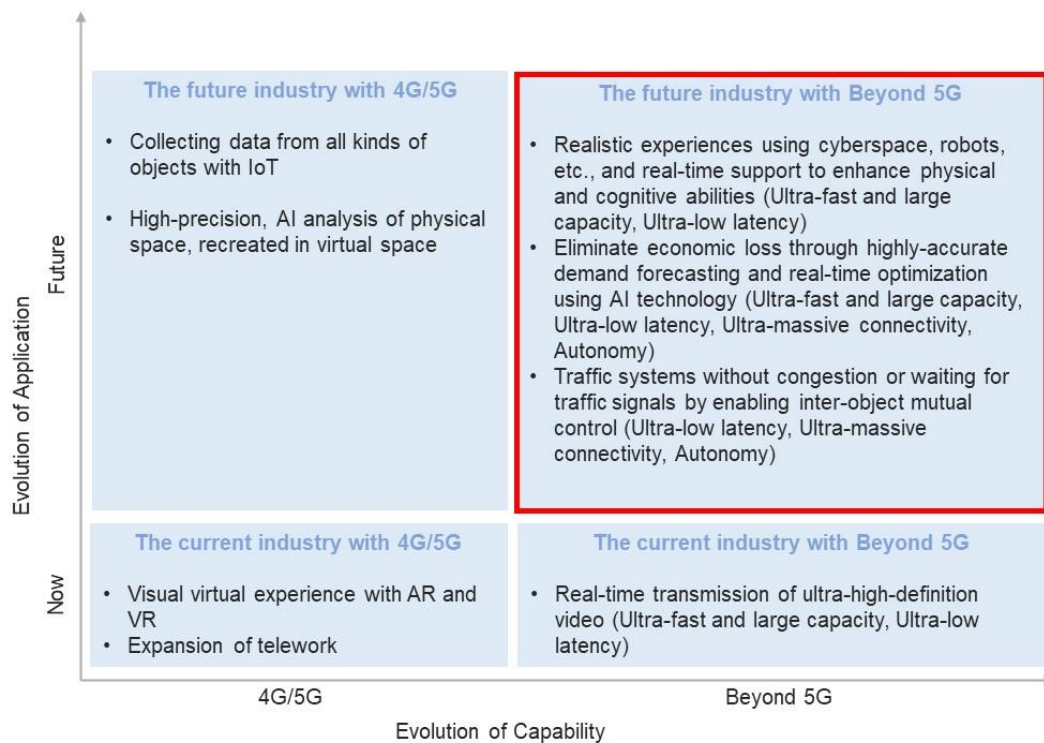 The future industry with 4G/5G
• Collecting data from all kinds of
objects with IoT
• High-precision, AI analysis of physical
space, recreated in virtual space
The future industry with Beyond 5G
• Realistic experiences using cyberspace, robots,
etc., and real-time support to enhance physical
and cognitive abilities (Ultra-fast and large
capacity, Ultra-low latency)
• Eliminate economic loss through highly-accurate
demand forecasting and real-time optimization
using AI technology (Ultra-fast and large capacity,
Ultra-low latency, Ultra-massive connectivity,
Autonomy)
• Traffic systems without congestion or waiting for
traffic signals by enabling inter-object mutual
control (Ultra-low latency, Ultra-massive
connectivity, Autonomy)
The current industry with 4G/5G
• Visual virtual experience with AR and
VR
• Expansion of telework
The current industry with Beyond 5G
• Real-time transmission of ultra-high-definition
video (Ultra-fast and large capacity, Ultra-low
latency)
Evolution of Application
Future
Now
4G/5G
Beyond 5G
Evolution of Capability